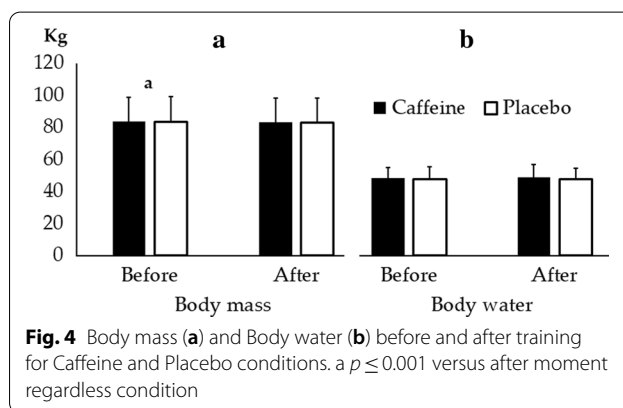 Kg
a
b
120
100
80
60
40
20
0
a
Caffeine Placebo
Before After Before After
Body mass Body water
Fig. 4 Body mass (a) and Body water (b) before and after training
for Caffeine and Placebo conditions. a p ≤ 0.001 versus after moment
regardless condition